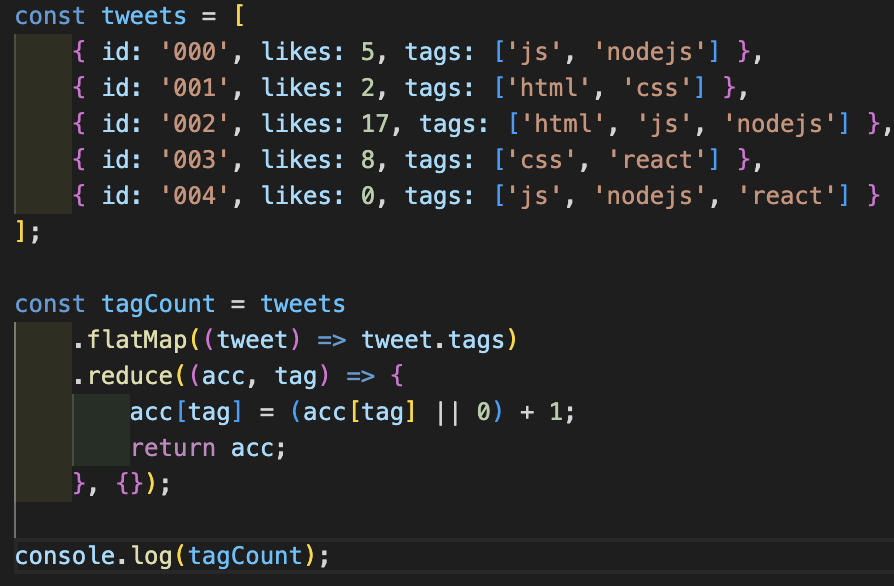 const tweets = [
    { id: '000', likes: 5, tags: ['js', 'nodejs'] },
    { id: '001', likes: 2, tags: ['html', 'css'] },
    { id: '002', likes: 17, tags: ['html', 'js', 'nodejs'] },
    { id: '003', likes: 8, tags: ['css', 'react'] },
    { id: '004', likes: 0, tags: ['js', 'nodejs', 'react'] }
];

const tagCount = tweets
    .flatMap((tweet) => tweet.tags)
    .reduce((acc, tag) => {
        acc[tag] = (acc[tag] || 0) + 1;
        return acc;
    }, {});

console.log(tagCount);